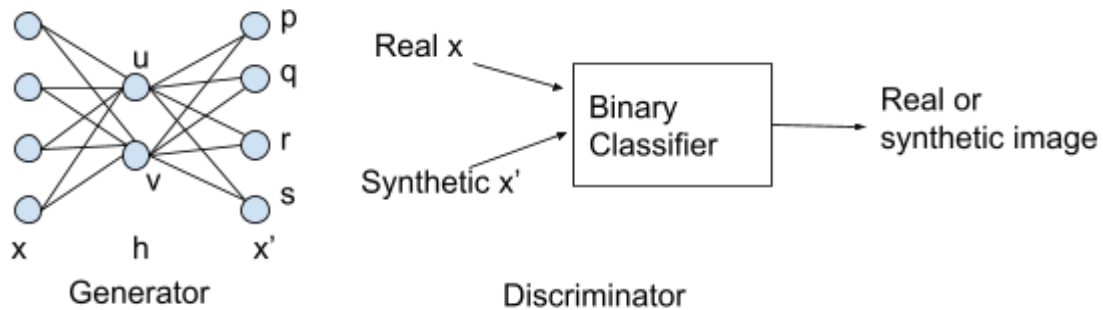 p
u
q
r
v
s
x
h
x'
Generator
Real x
Synthetic x'
Binary
Classifier
Real or
synthetic image
Discriminator